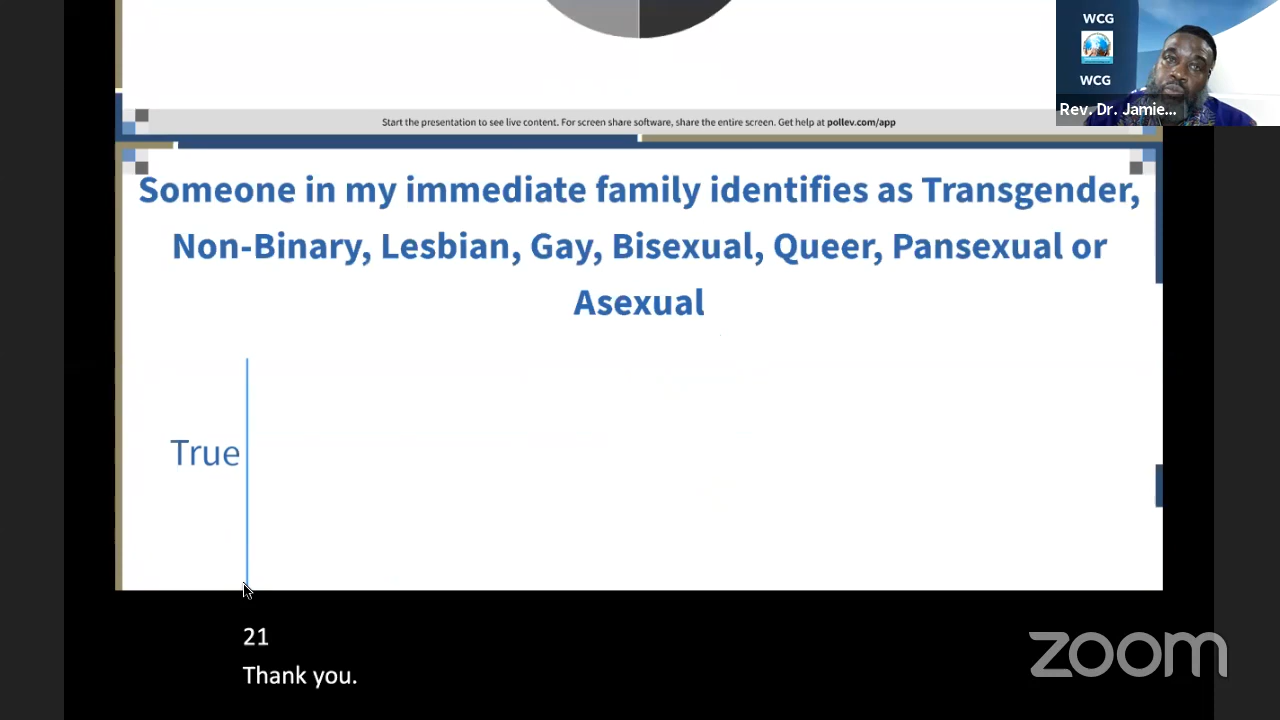 WCG
WCG
Rev. Dr. Jamie...
Start the presentation to see live content. For screen share software, share the entire screen. Get help at pollev.com/app
Someone in my immediate family identifies as Transgender,
Non-Binary, Lesbian, Gay, Bisexual, Queer, Pansexual or
Asexual
True
21
Thank you.
zoom